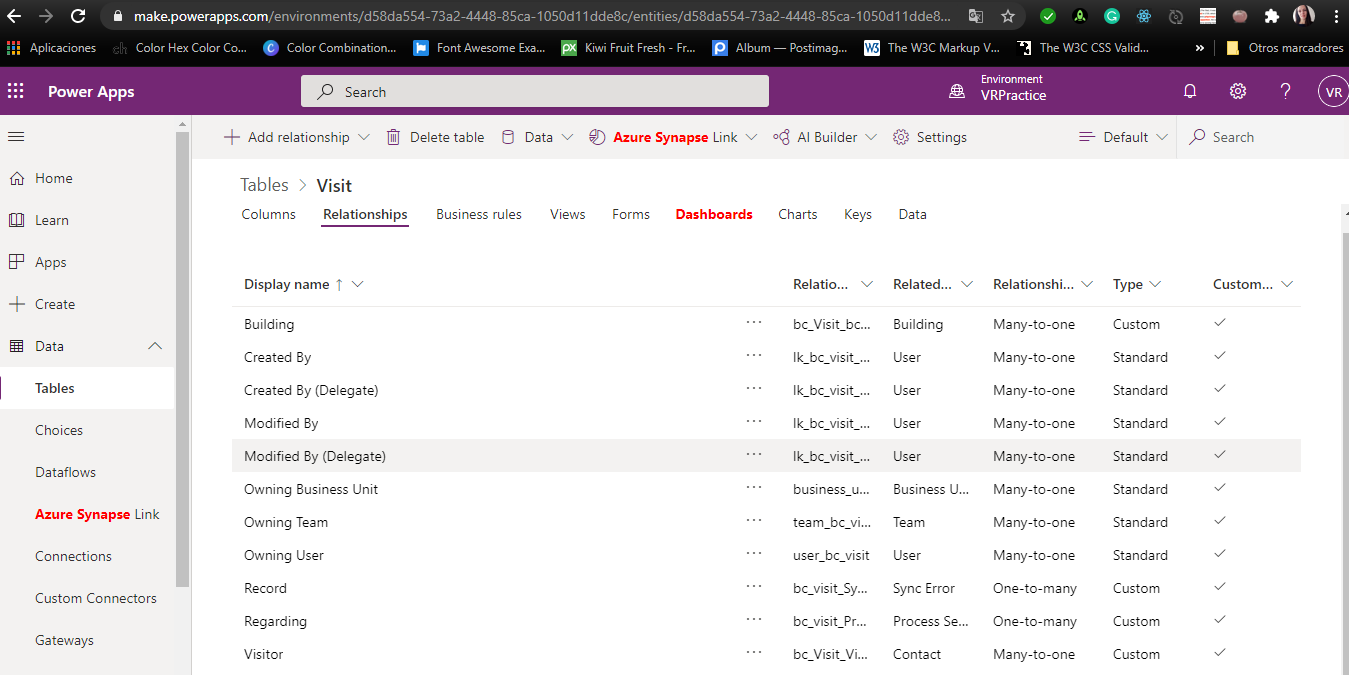 make.powerapps.com/environments/d58da554-73a2-4448-85ca-1050d11dde8c/entities/d58da554-73a2-4448-85ca-1050d11dde8...
Aplicaciones Color Hex Color Co... Color Combination... Font Awesome Exa... Kiwi Fruit Fresh - Fr... Album — Postimag... The W3C Markup V... The W3C CSS Valid... » Otros marcadores
Power Apps Search Environment
VRPractice VR
Add relationship Delete table Data Azure Synapse Link AI Builder Settings Default Search
Tables > Visit
Columns Relationships Business rules Views Forms Dashboards Charts Keys Data
Home
Learn
Apps
Create
Data
Tables
Choices
Dataflows
Azure Synapse Link
Connections
Custom Connectors
Gateways
Display name ↑ Relatio... Related... Relationshi... Type Custom...
Building ... bc_Visit_bc... Building Many-to-one Custom ✓
Created By ... lk_bc_visit_... User Many-to-one Standard ✓
Created By (Delegate) ... lk_bc_visit_... User Many-to-one Standard ✓
Modified By ... lk_bc_visit_... User Many-to-one Standard ✓
Modified By (Delegate) ... lk_bc_visit_... User Many-to-one Standard ✓
Owning Business Unit ... business_u... Business U... Many-to-one Standard ✓
Owning Team ... team_bc_vi... Team Many-to-one Standard ✓
Owning User ... user_bc_visit User Many-to-one Standard ✓
Record ... bc_visit_Sy... Sync Error One-to-many Custom ✓
Regarding ... bc_visit_Pr... Process Se... One-to-many Custom ✓
Visitor ... bc_Visit_Vi... Contact Many-to-one Custom ✓